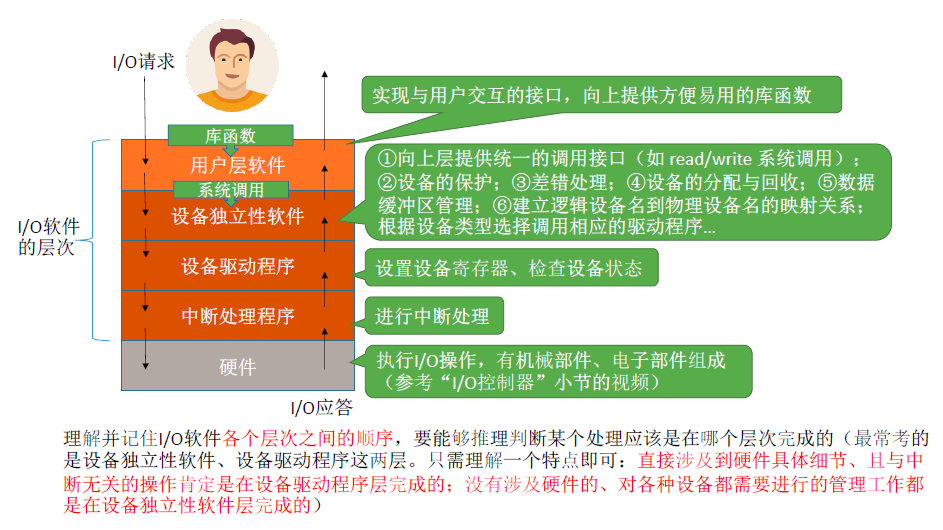 I/O请求
实现与用户交互的接口，向上提供方便易用的库函数
库函数
用户层软件
系统调用
①向上层提供统一的调用接口（如 read/write 系统调用）；
②设备的保护；③差错处理；④设备的分配与回收；⑤数据
缓冲区管理；⑥建立逻辑设备名到物理设备名的映射关系；
根据设备类型选择调用相应的驱动程序…
设备独立性软件
I/O软件
的层次
设备驱动程序
设置设备寄存器、检查设备状态
中断处理程序
进行中断处理
硬件
执行I/O操作，有机械部件、电子部件组成
（参考“I/O控制器”小节的视频）
I/O应答
理解并记住I/O软件各个层次之间的顺序，要能够推理判断某个处理应该是在哪个层次完成的（最常考的
是设备独立性软件、设备驱动程序这两层。只需理解一个特点即可：直接涉及到硬件具体细节、且与中
断无关的操作肯定是在设备驱动程序层完成的；没有涉及硬件的、对各种设备都需要进行的管理工作都
是在设备独立性软件层完成的）